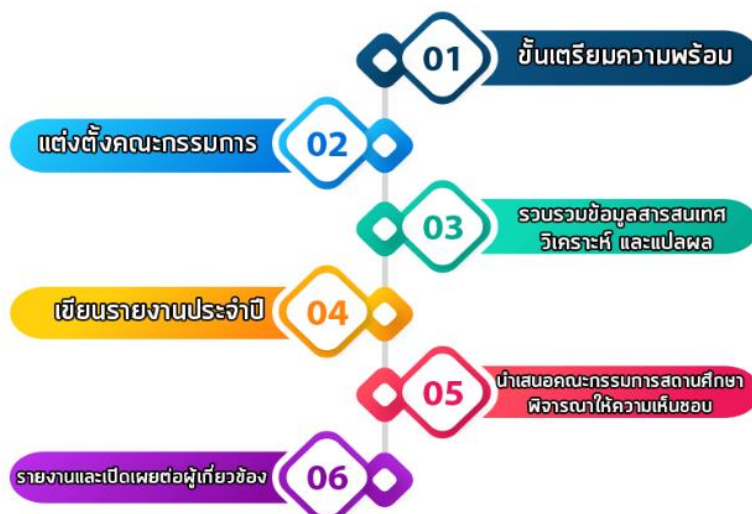 01
ขั้นเตรียมความพร้อม
แต่งตั้งคณะกรรมการ
02
03
รวบรวมข้อมูลสารสนเทศ
วิเคราะห์ และแปลผล
เขียนรายงานประจำปี
04
05
นำเสนอคณะกรรมการสถานศึกษา
พิจารณาให้ความเห็นชอบ
รายงานและเปิดเผยต่อผู้เกี่ยวข้อง
06